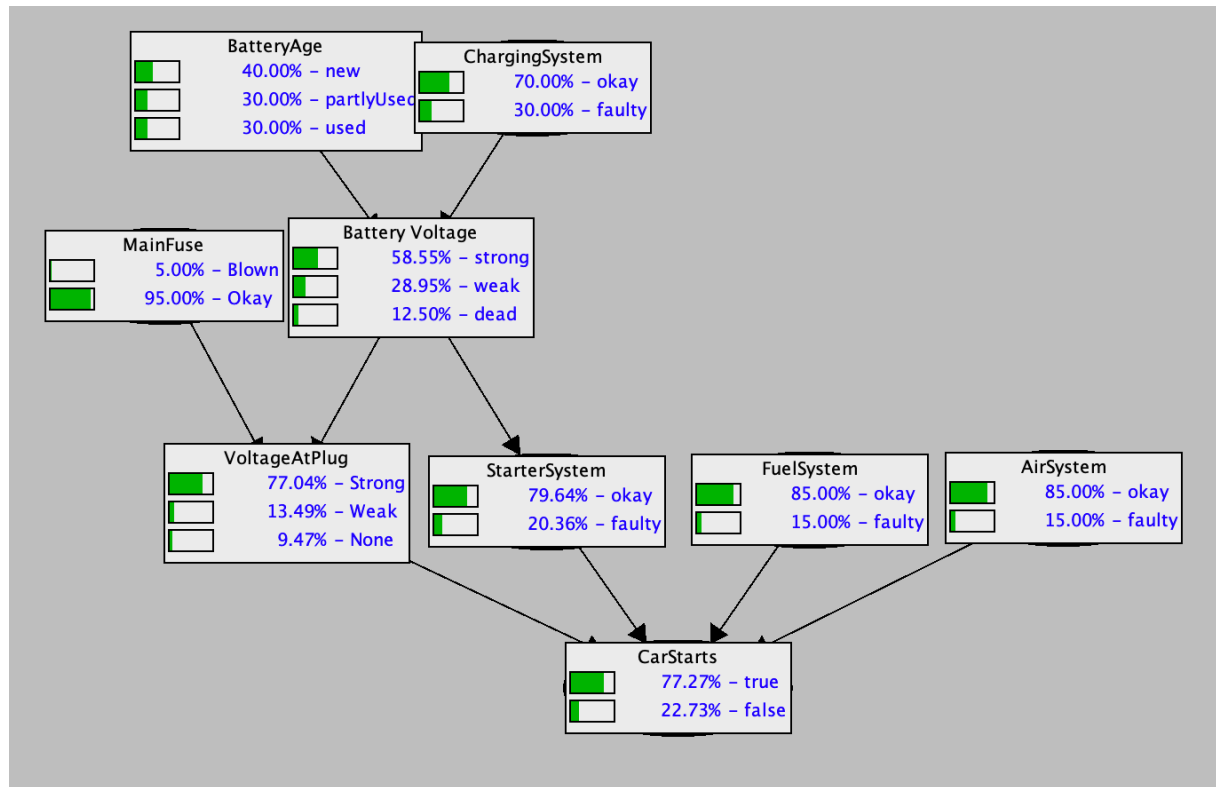 BatteryAge
40.00% – new
30.00% – partlyUsed
30.00% – used
ChargingSystem
70.00% – okay
30.00% – faulty
MainFuse
5.00% – Blown
95.00% – Okay
Battery Voltage
58.55% – strong
28.95% – weak
12.50% – dead
VoltageAtPlug
77.04% – Strong
13.49% – Weak
9.47% – None
StarterSystem
79.64% – okay
20.36% – faulty
FuelSystem
85.00% – okay
15.00% – faulty
AirSystem
85.00% – okay
15.00% – faulty
CarStarts
77.27% – true
22.73% – false